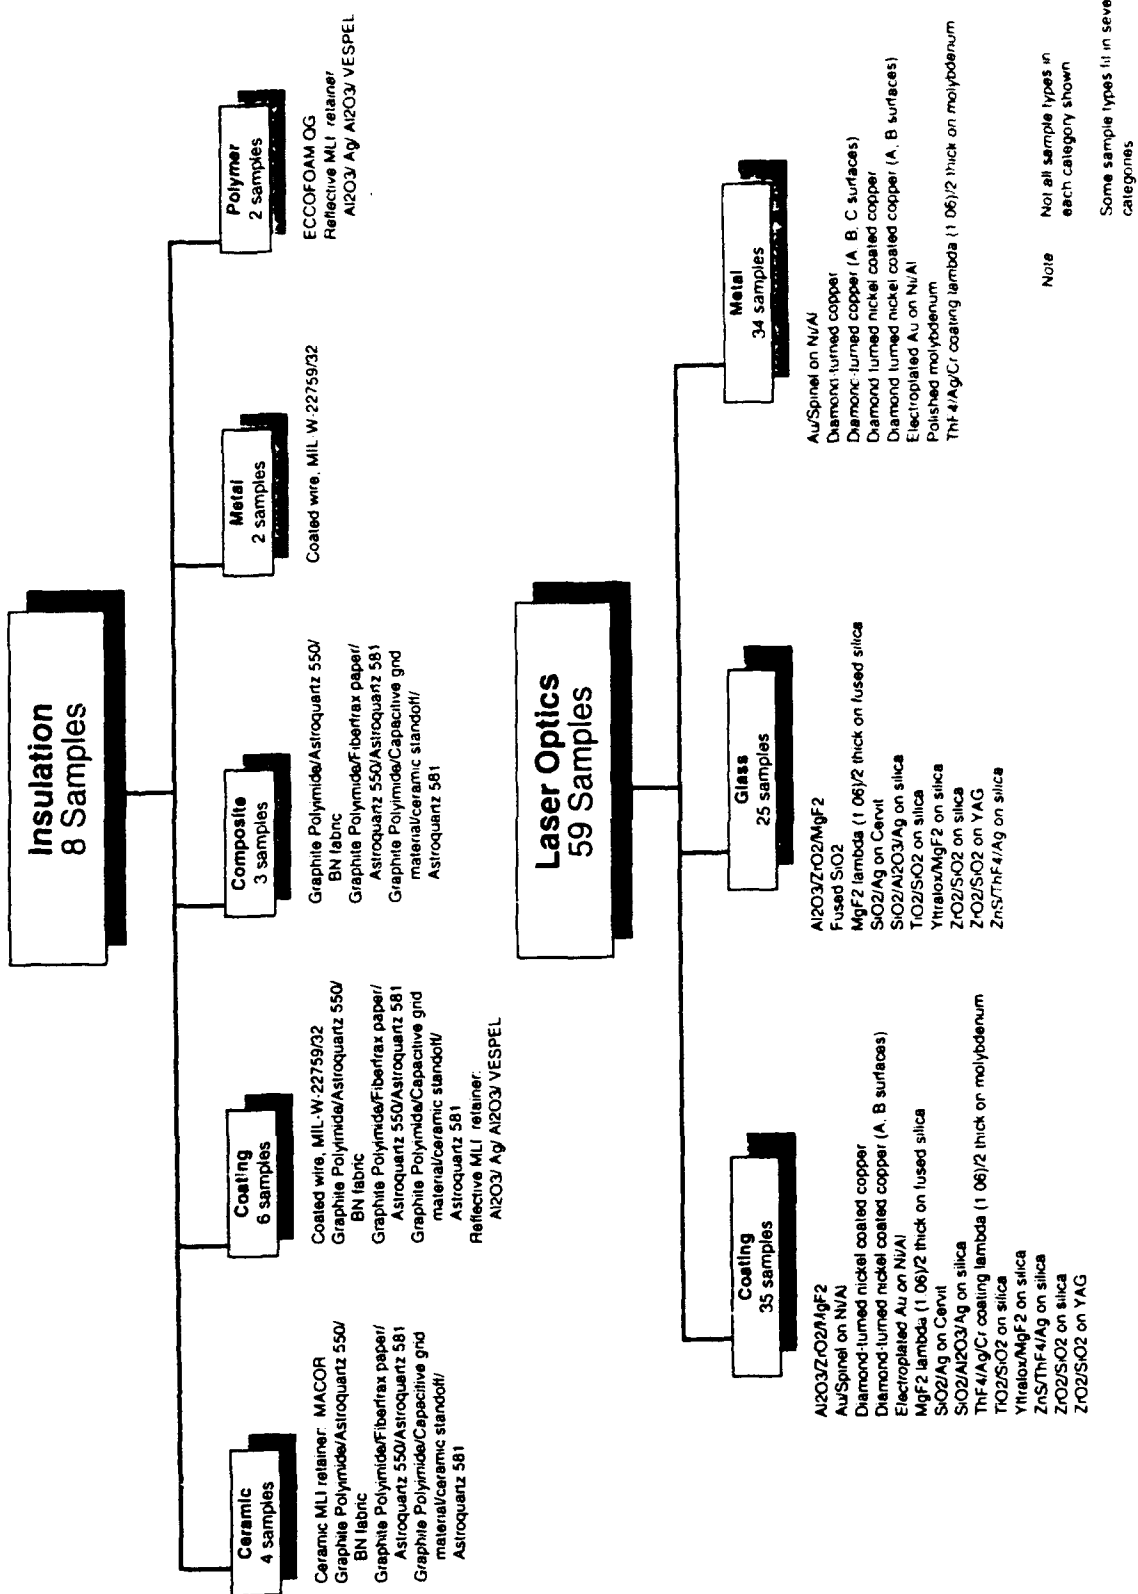 Insulation
8 Samples
Ceramic
4 samples
Ceramic MLI retainer: MACOR
Graphite Polyimide/Astroquartz 550/
BN fabric
Graphite Polyimide/Fiberfrax paper/
Astroquartz 550/Astroquartz 581
Graphite Polyimide/Capacitive grid
material/ceramic standoff/
Astroquartz 581
Coating
6 samples
Coated wire, MIL-W-22759/32
Graphite Polyimide/Astroquartz 550/
BN fabric
Graphite Polyimide/Fiberfrax paper/
Astroquartz 550/Astroquartz 581
Graphite Polyimide/Capacitive grid
material/ceramic standoff/
Astroquartz 581
Reflective MLI retainer:
Al2O3/ Ag/ Al2O3/ VESPEL
Composite
3 samples
Graphite Polyimide/Astroquartz 550/
BN fabric
Graphite Polyimide/Fiberfrax paper/
Astroquartz 550/Astroquartz 581
Graphite Polyimide/Capacitive grid
material/ceramic standoff/
Astroquartz 581
Metal
2 samples
Coated wire, MIL-W-22759/32
Polymer
2 samples
ECCOFOAM QG
Reflective MLI retainer
Al2O3/ Ag/ Al2O3/ VESPEL
Laser Optics
59 Samples
Coating
35 samples
Al2O3/ZrO2/MgF2
Au/Spinel on Ni/Al
Diamond-turned nickel coated copper
Diamond-turned nickel coated copper (A, B surfaces)
Electroplated Au on Ni/Al
MgF2 lambda (1.06)/2 thick on fused silica
SiO2/Ag on Cervit
SiO2/Al2O3/Ag on silica
ThF4/Ag/Cr coating lambda (1 06)/2 thick on molybdenum
TiO2/SiO2 on silica
Yttralox/MgF2 on silica
ZnS/ThF4/Ag on silica
ZrO2/SiO2 on silica
ZrO2/SiO2 on YAG
Glass
25 samples
Al2O3/ZrO2/MgF2
Fused SiO2
MgF2 lambda (1 06)/2 thick on fused silica
SiO2/Ag on Cervit
SiO2/Al2O3/Ag on silica
TiO2/SiO2 on silica
Yttralox/MgF2 on silica
ZrO2/SiO2 on silica
ZrO2/SiO2 on YAG
ZnS/ThF4/Ag on silica
Metal
34 samples
Au/Spinel on Ni/Al
Diamond-turned copper
Diamond-turned copper (A, B, C surfaces)
Diamond turned nickel coated copper
Diamond turned nickel coated copper (A, B surfaces)
Electroplated Au on Ni/Al
Polished molybdenum
ThF4/Ag/Cr coating lambda (1 06)/2 thick on molybdenum
Note Not all sample types in
each category shown
Some sample types fit in seve
categories